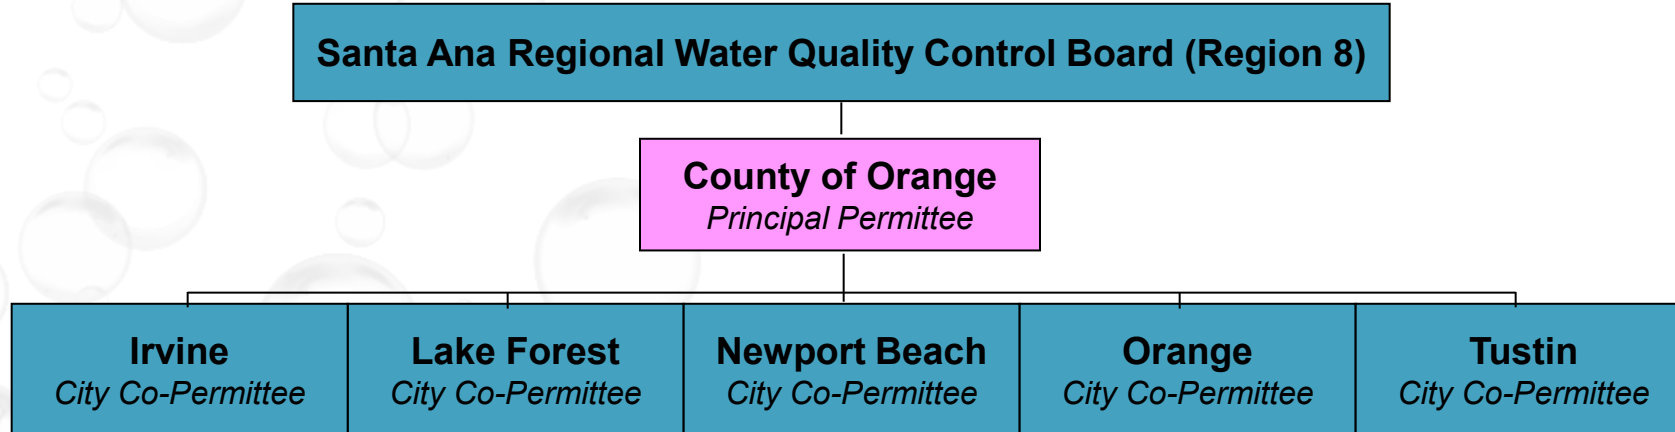 Santa Ana Regional Water Quality Control Board (Region 8)
County of Orange
Principal Permittee
Irvine
City Co-Permittee
Lake Forest
City Co-Permittee
Newport Beach
City Co-Permittee
Orange
City Co-Permittee
Tustin
City Co-Permittee